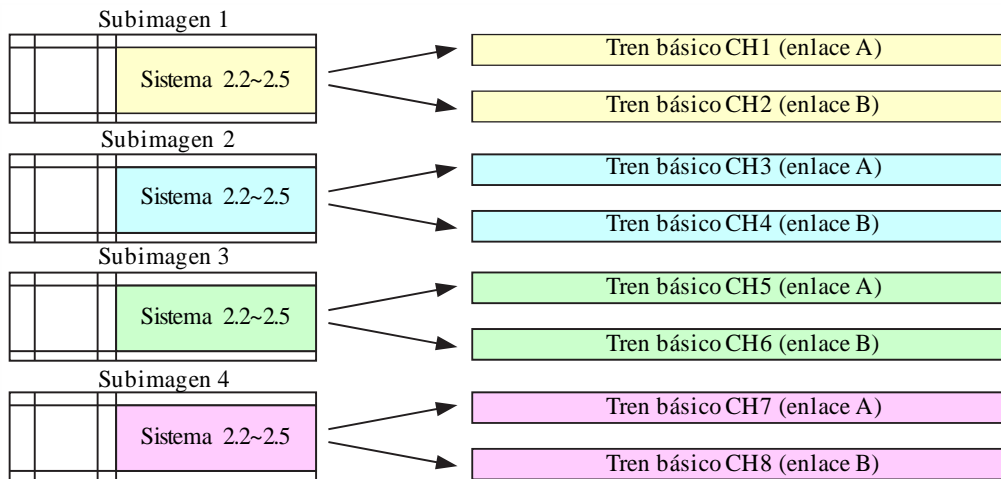 Subimagen 1
Sistema 2.2~2.5
Tren básico CH1 (enlace A)
Tren básico CH2 (enlace B)
Subimagen 2
Sistema 2.2~2.5
Tren básico CH3 (enlace A)
Tren básico CH4 (enlace B)
Subimagen 3
Sistema 2.2~2.5
Tren básico CH5 (enlace A)
Tren básico CH6 (enlace B)
Subimagen 4
Sistema 2.2~2.5
Tren básico CH7 (enlace A)
Tren básico CH8 (enlace B)